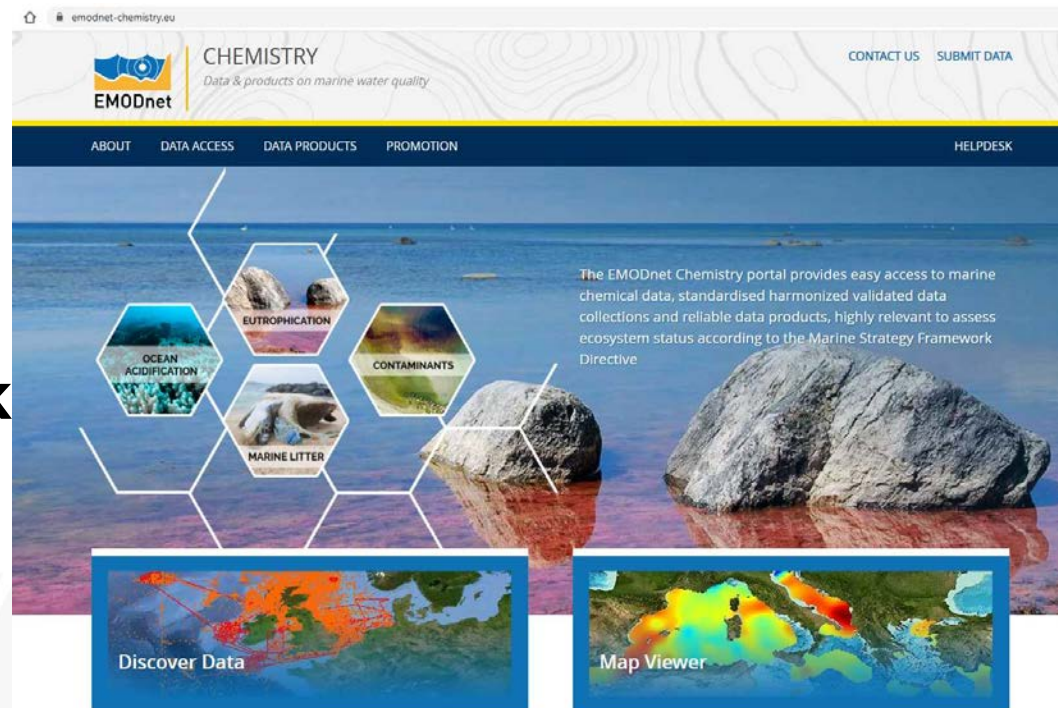 emodnet-chemistry.eu
EMODnet
CHEMISTRY
Data & products on marine water quality
CONTACT US SUBMIT DATA
ABOUT DATA ACCESS DATA PRODUCTS PROMOTION HELPDESK
The EMODnet Chemistry portal provides easy access to marine
chemical data, standardised harmonized validated data
collections and reliable data products, highly relevant to assess
ecosystem status according to the Marine Strategy Framework
Directive
EUTROPHICATION
OCEAN
ACIDIFICATION
CONTAMINANTS
MARINE LITTER
Discover Data
Map Viewer